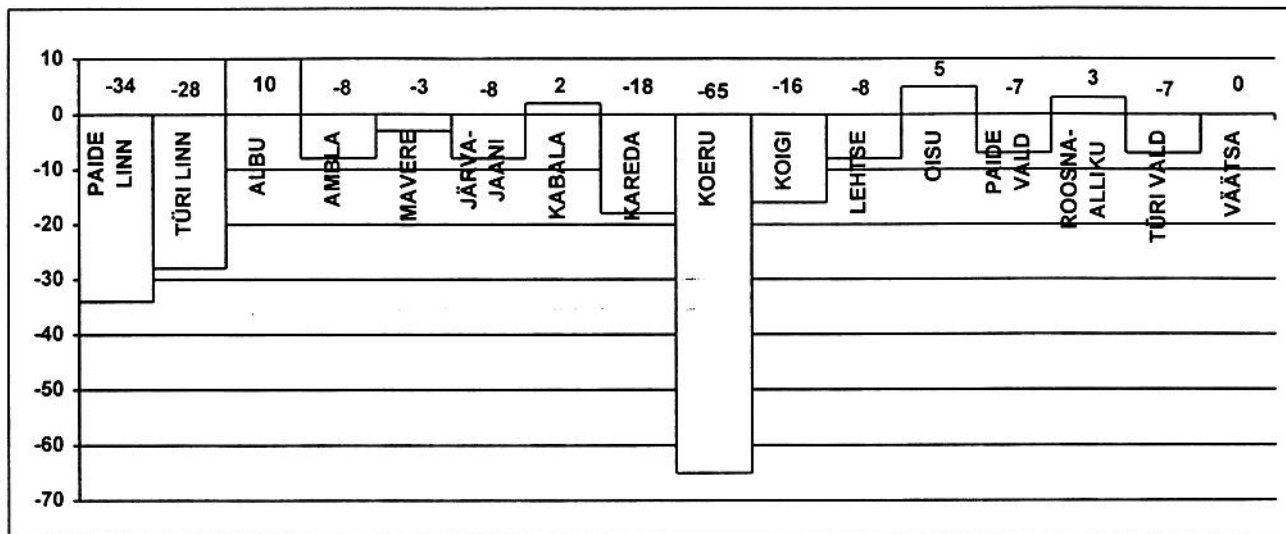 10
0
-10
-20
-30
-40
-50
-60
-70
-34 -28 10 -8 -3 -8 2 -18 -65 -16 -8 5 -7 3 -7 0
PAIDE
LINN
TÜRI LINN
ALBU
AMBLA
MAVERE
JÄRVA-
JAANI
KABALA
KAREDA
KOERU
KOIGI
LEHTSE
OISU
PAIDE
VALD
ROOSNA-
ALLIKU
TÜRI VALD
VÄÄTSA